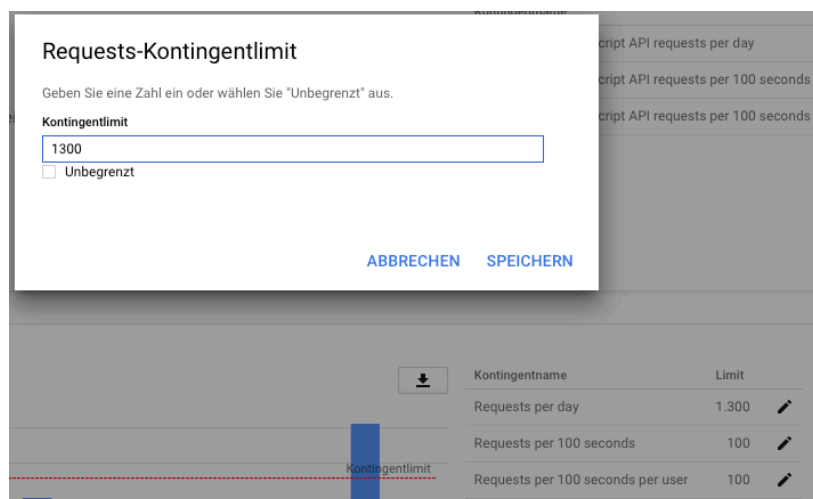 Requests-Kontingentlimit
Geben Sie eine Zahl ein oder wählen Sie "Unbegrenzt" aus.
Kontingentlimit
1300
Unbegrenzt
ABBRECHEN SPEICHERN
cript API requests per day
cript API requests per 100 seconds
cript API requests per 100 seconds
Kontingentlimit
Kontingentname Limit
Requests per day 1.300
Requests per 100 seconds 100
Requests per 100 seconds per user 100